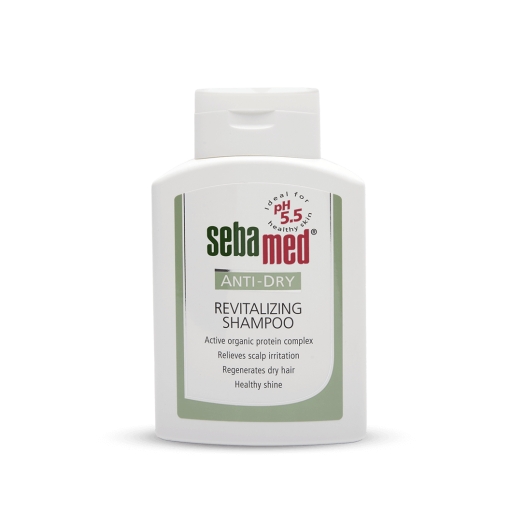 ideal for
pH
5.5
healthy skin
sebamed®
ANTI-DRY
REVITALIZING
SHAMPOO
Active organic protein complex
Relieves scalp irritation
Regenerates dry hair
Healthy shine